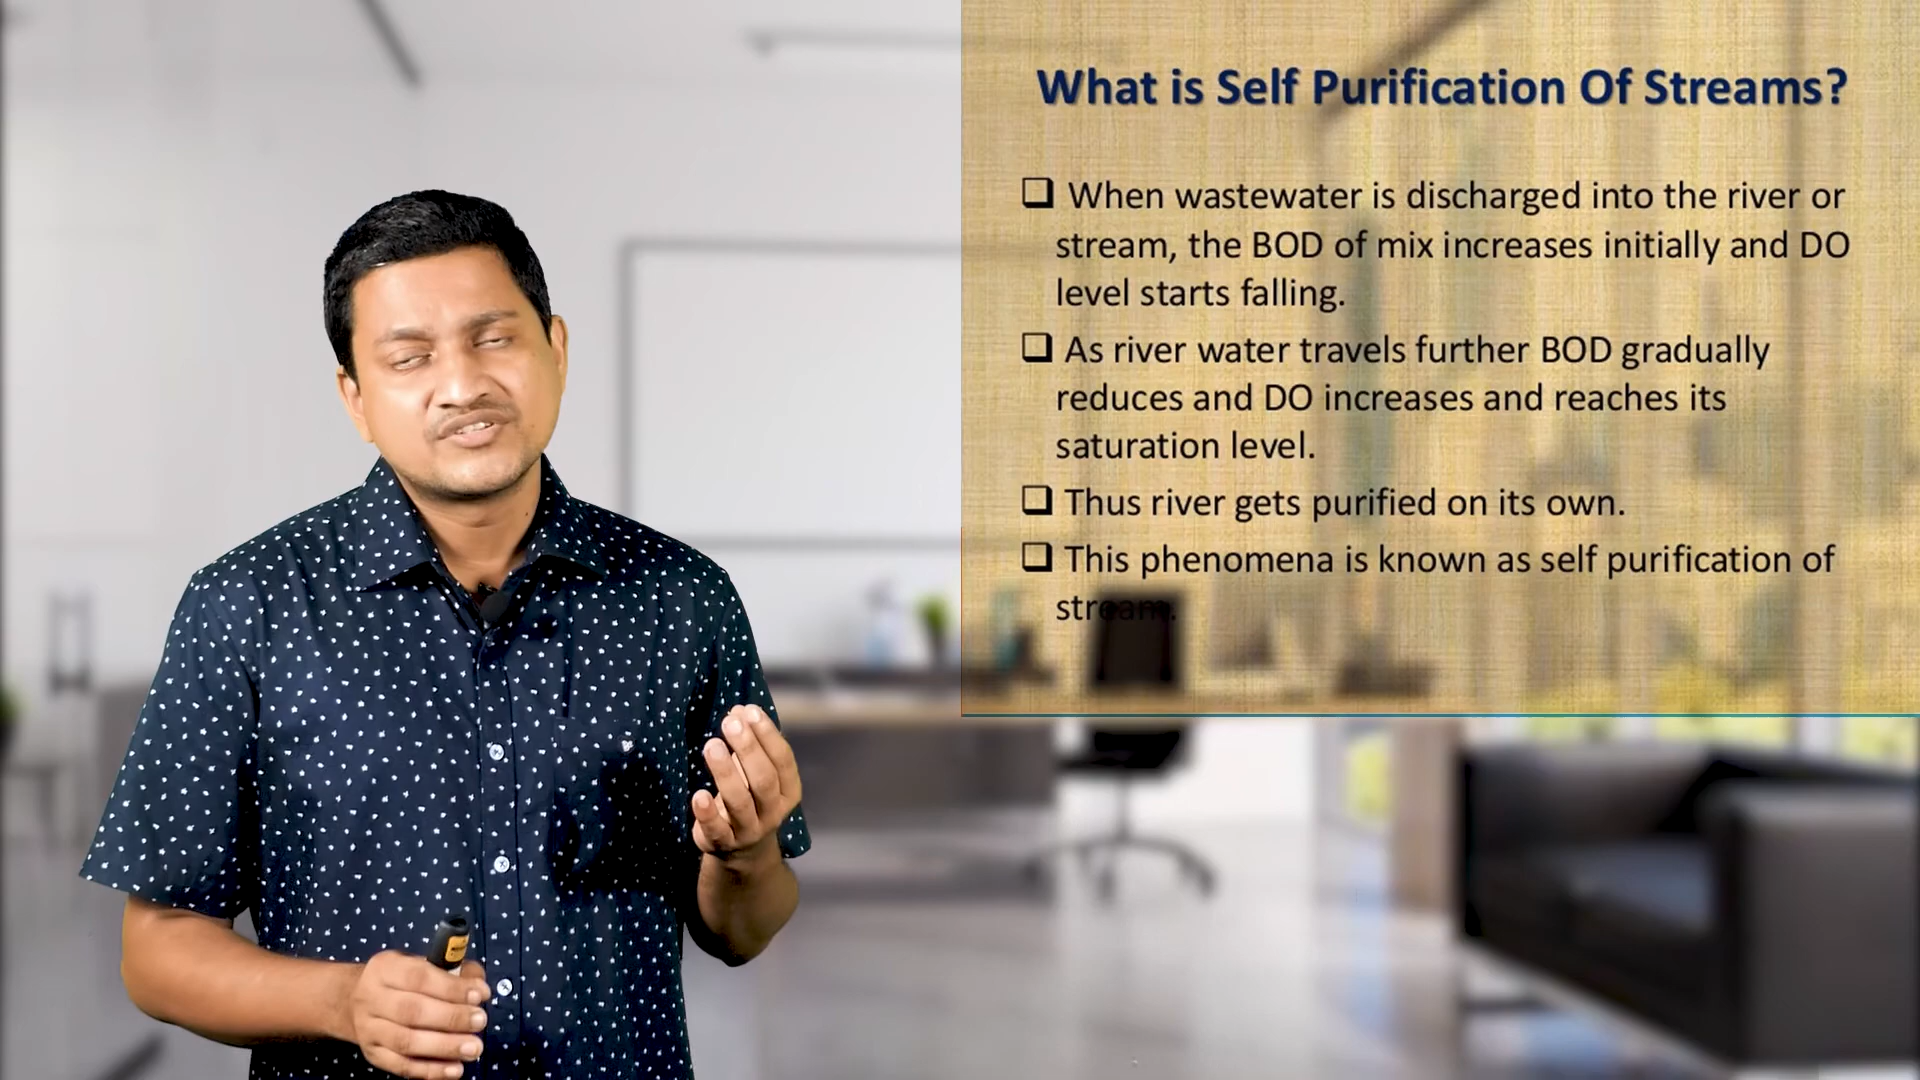 What is Self Purification Of Streams?
❑ When wastewater is discharged into the river or
stream, the BOD of mix increases initially and DO
level starts falling.
❑ As river water travels further BOD gradually
reduces and DO increases and reaches its
saturation level.
❑ Thus river gets purified on its own.
❑ This phenomena is known as self purification of
stream.